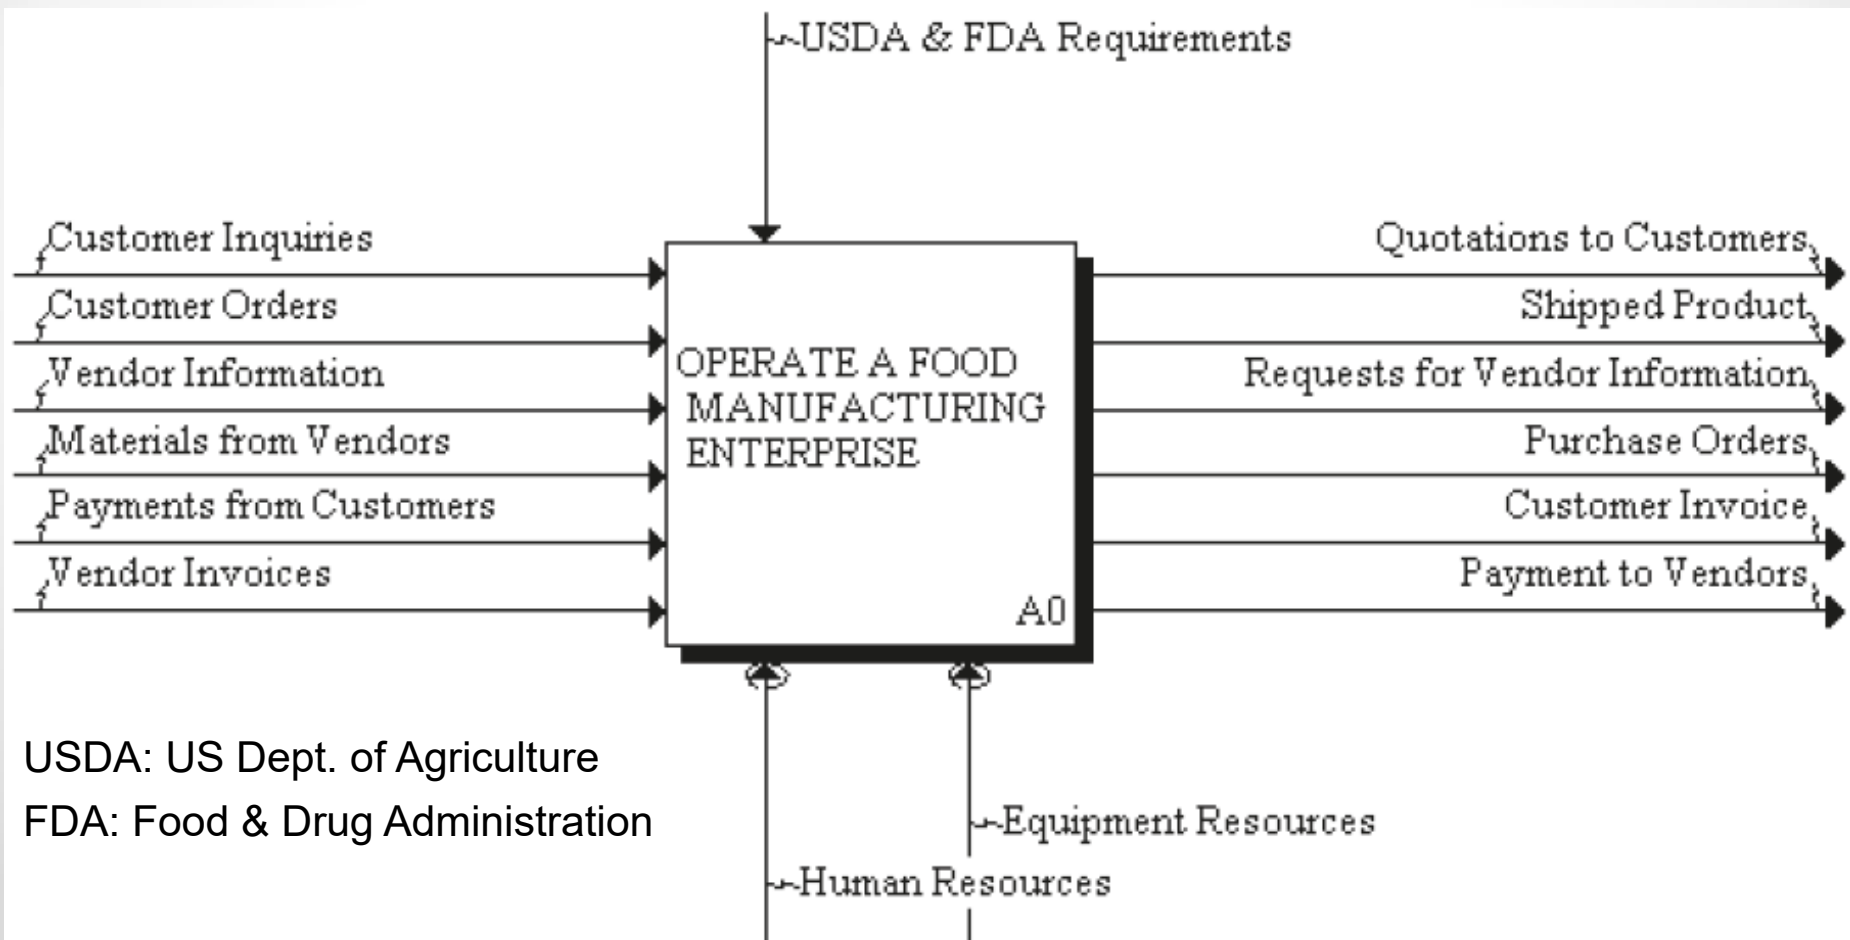 USDA & FDA Requirements
Customer Inquiries
Customer Orders
Vendor Information
Materials from Vendors
Payments from Customers
Vendor Invoices
OPERATE A FOOD
MANUFACTURING
ENTERPRISE
A0
Quotations to Customers
Shipped Product
Requests for Vendor Information
Purchase Orders
Customer Invoice
Payment to Vendors
USDA: US Dept. of Agriculture
FDA: Food & Drug Administration
Equipment Resources
Human Resources